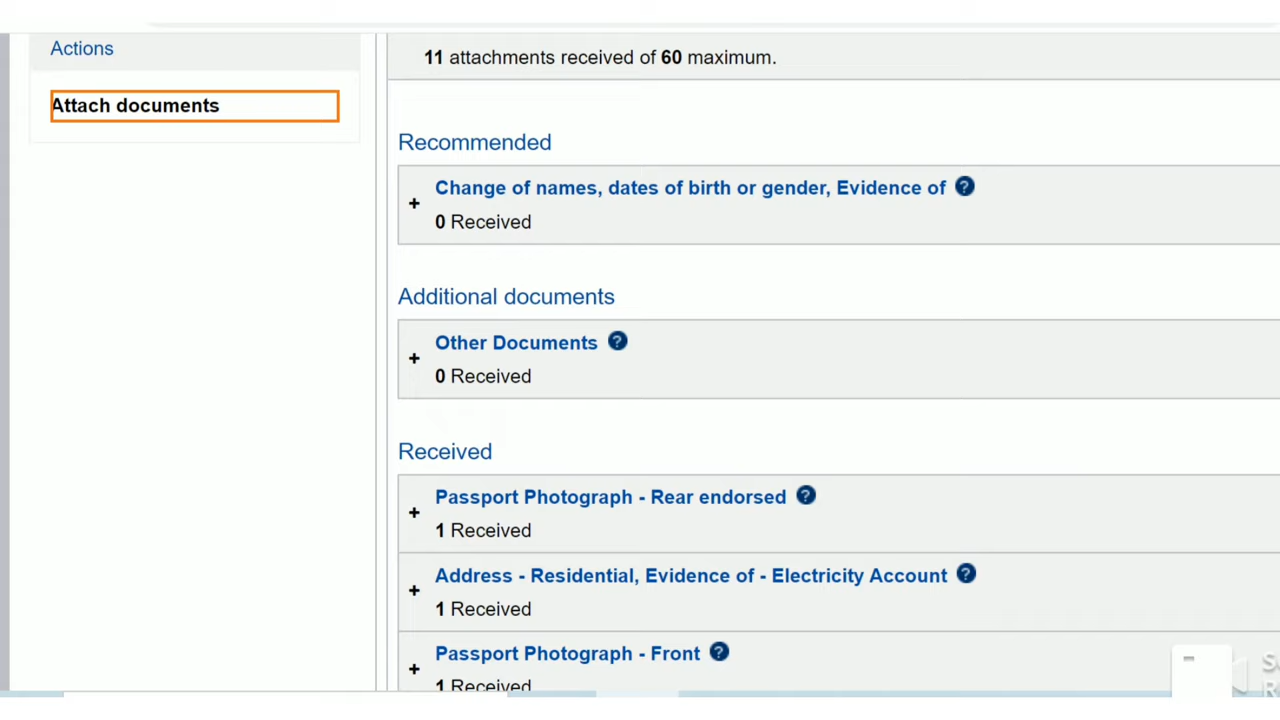 Actions
Attach documents
11 attachments received of 60 maximum.
Recommended
+ Change of names, dates of birth or gender, Evidence of ?
0 Received
Additional documents
+ Other Documents ?
0 Received
Received
+ Passport Photograph - Rear endorsed ?
1 Received
+ Address - Residential, Evidence of - Electricity Account ?
1 Received
+ Passport Photograph - Front ?
1 Received